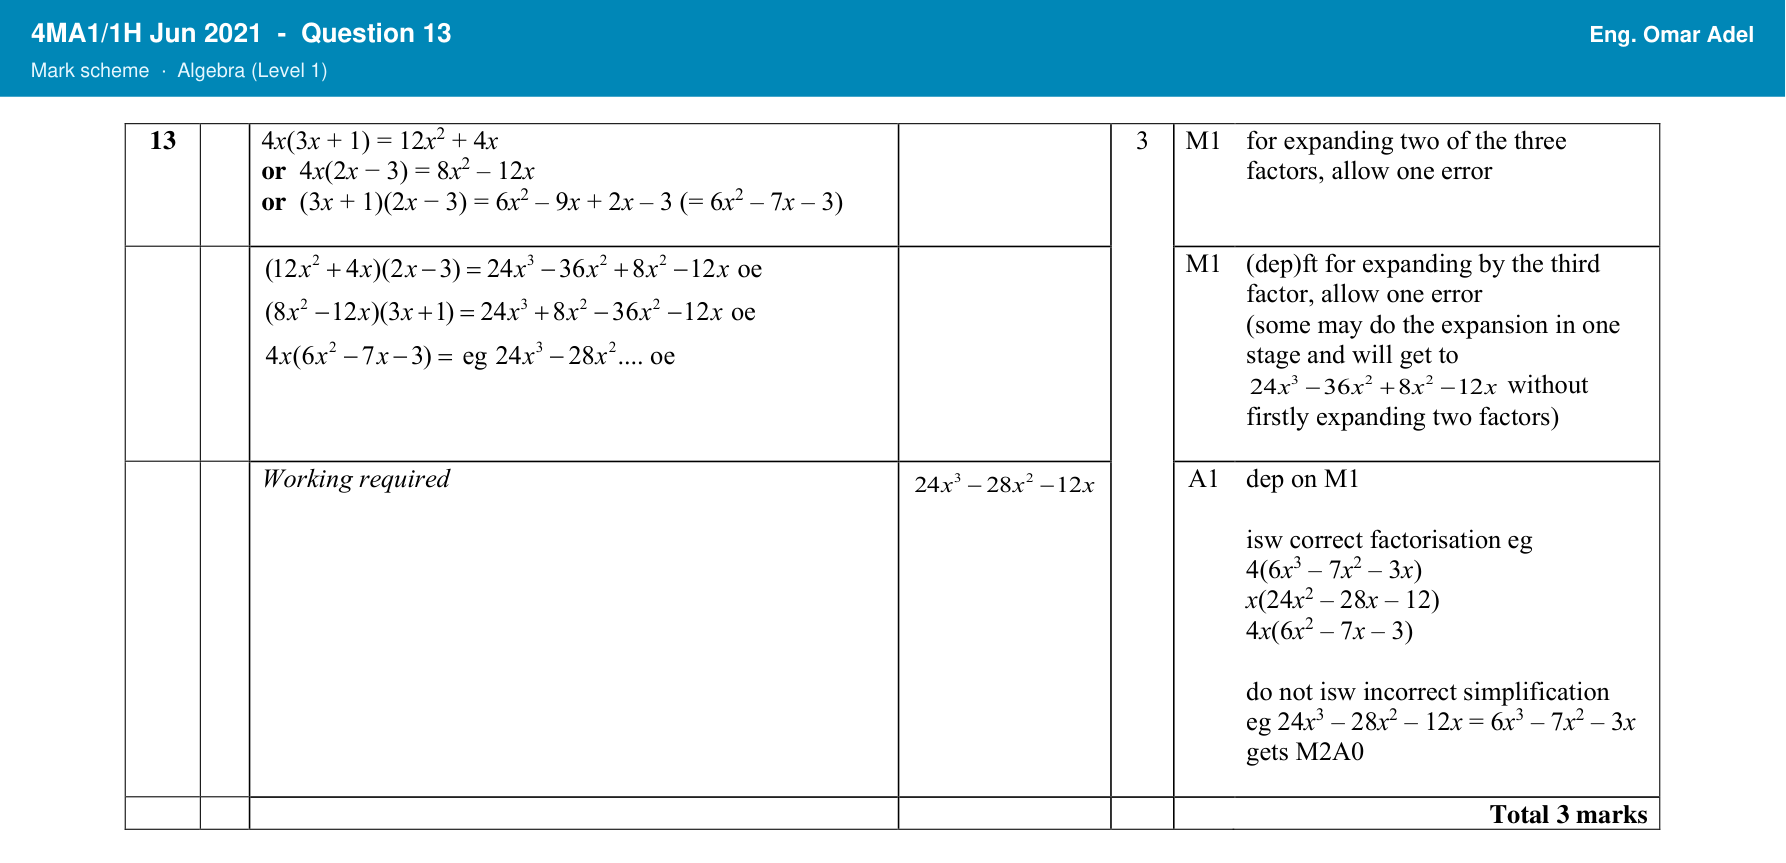 4MA1/1H Jun 2021 - Question 13
Eng. Omar Adel
Mark scheme · Algebra (Level 1)
13
4x(3x + 1) = 12x² + 4x
or 4x(2x − 3) = 8x² – 12x
or (3x + 1)(2x − 3) = 6x² – 9x + 2x – 3 (= 6x² – 7x – 3)
3
M1 for expanding two of the three
factors, allow one error
(12x² + 4x)(2x − 3) = 24x³ − 36x² + 8x² − 12x oe
(8x² − 12x)(3x + 1) = 24x³ + 8x² − 36x² − 12x oe
4x(6x² − 7x − 3) = eg 24x³ − 28x².... oe
M1 (dep)ft for expanding by the third
factor, allow one error
(some may do the expansion in one
stage and will get to
24x³ − 36x² + 8x² − 12x without
firstly expanding two factors)
Working required
24x³ − 28x² − 12x
A1 dep on M1
isw correct factorisation eg
4(6x³ – 7x² – 3x)
x(24x² – 28x – 12)
4x(6x² – 7x – 3)
do not isw incorrect simplification
eg 24x³ – 28x² – 12x = 6x³ – 7x² – 3x
gets M2A0
Total 3 marks